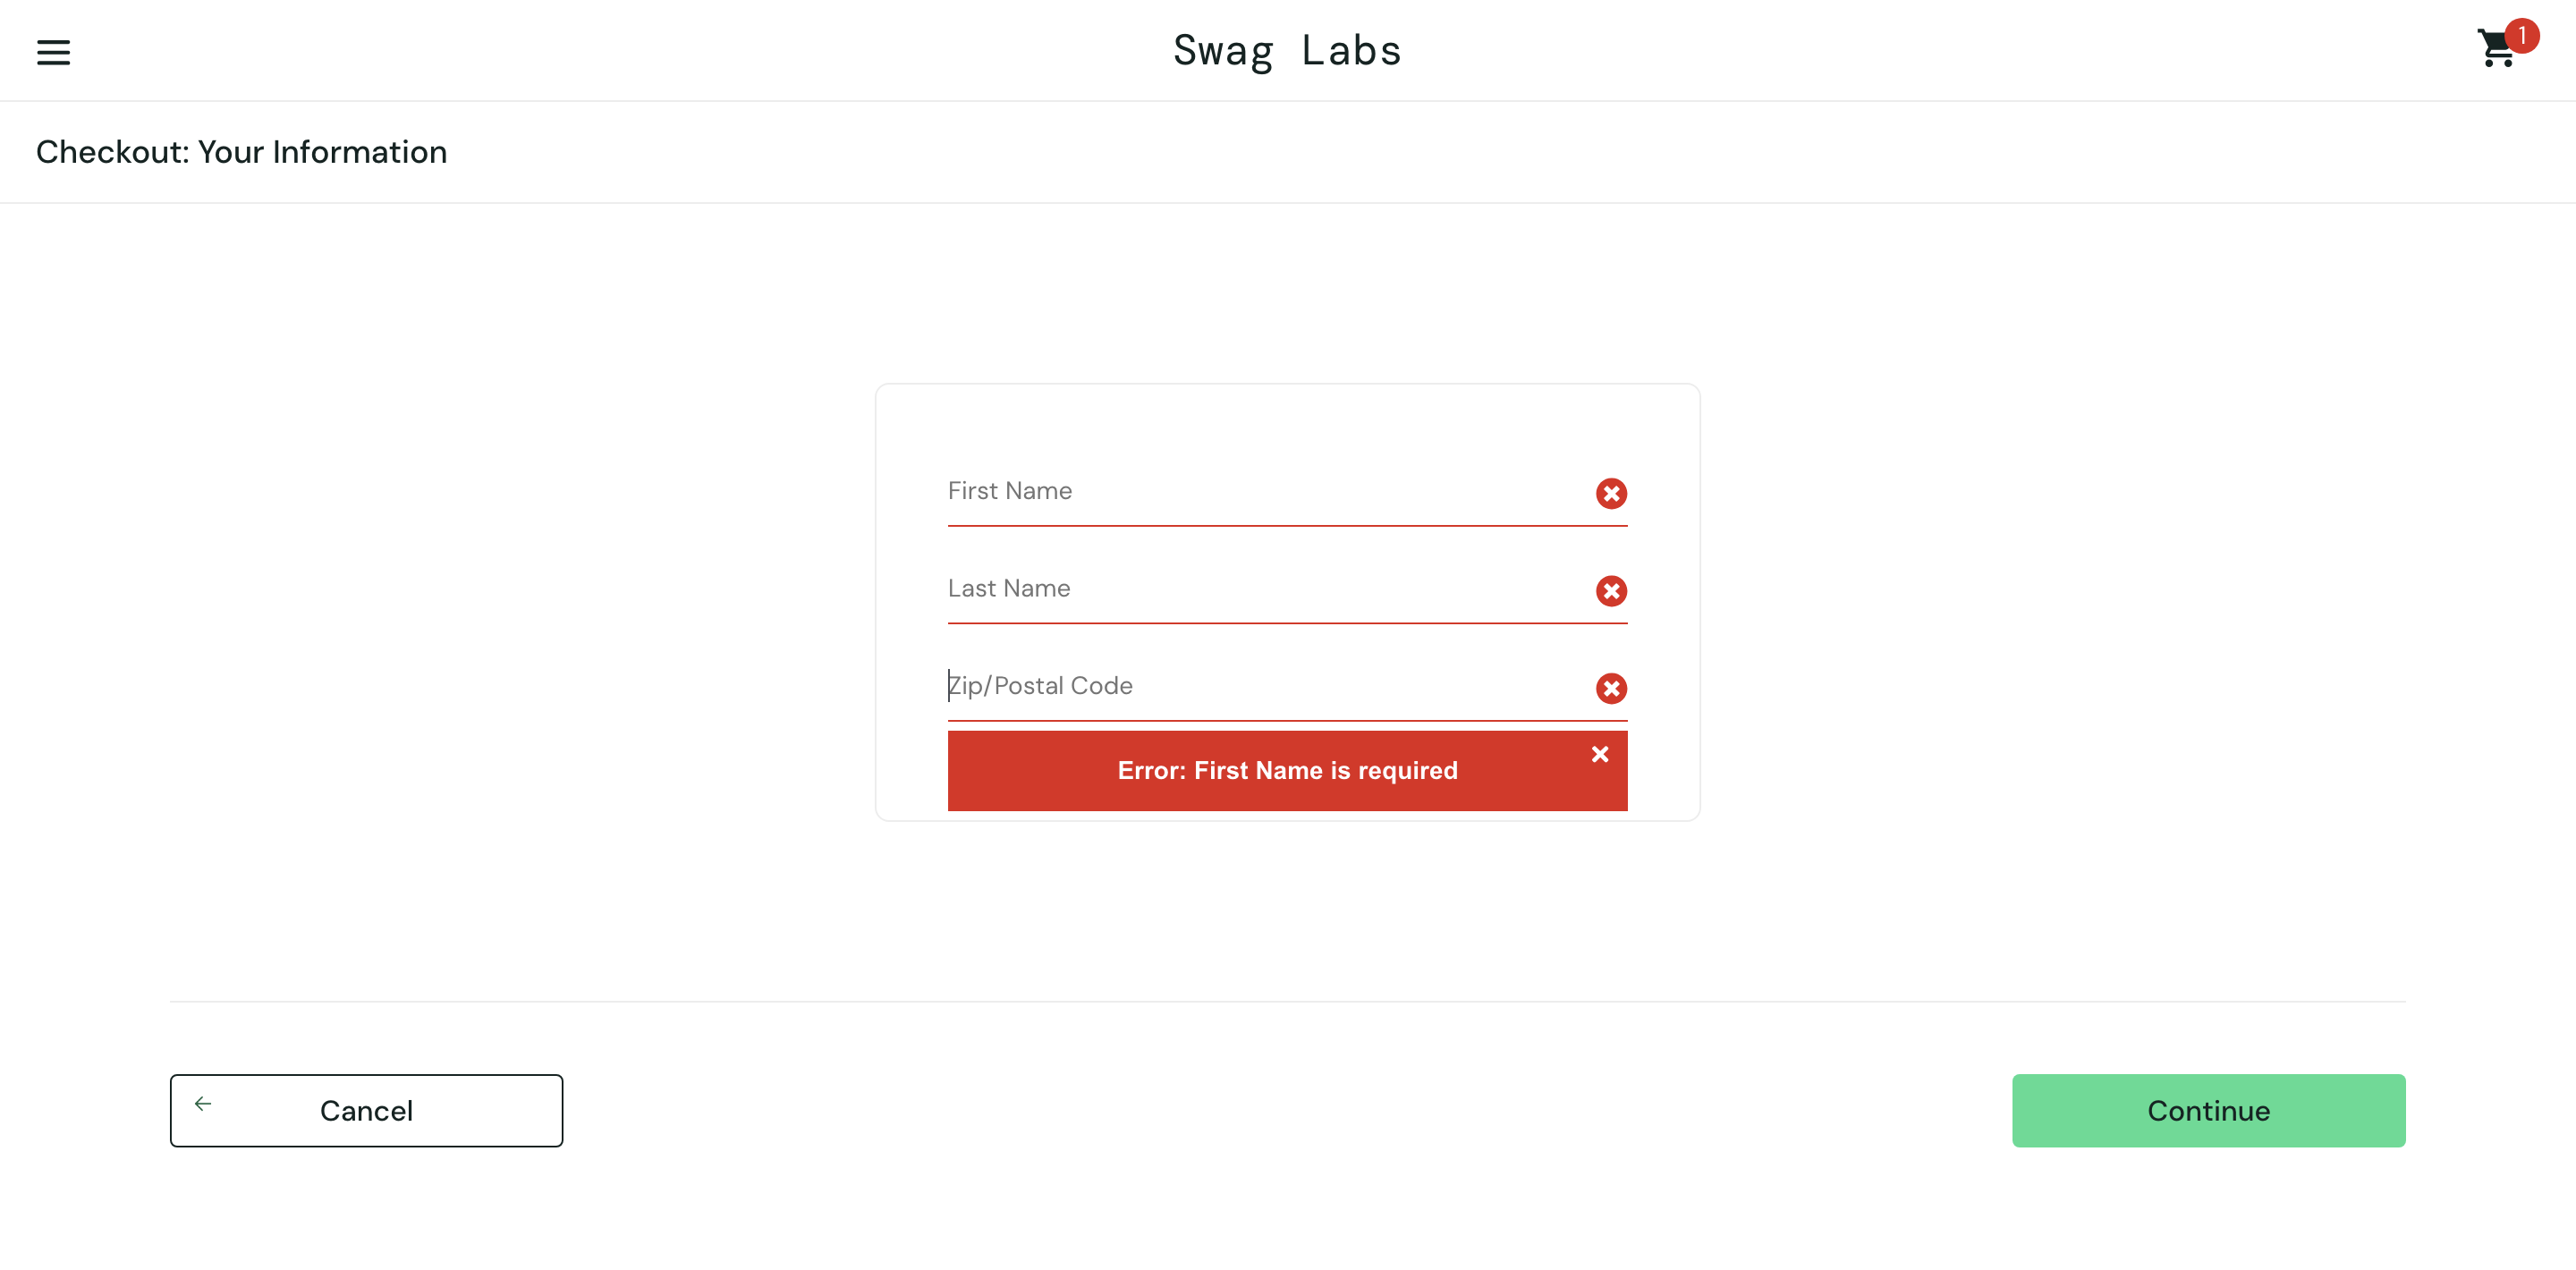 Swag Labs
1
Checkout: Your Information
First Name
Last Name
Zip/Postal Code
Error: First Name is required
Cancel
Continue